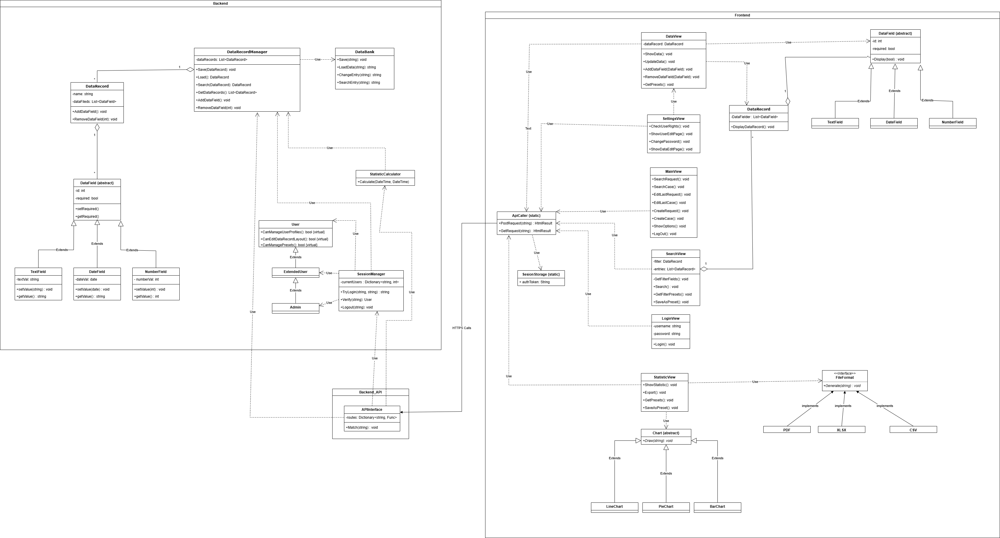 Backend
DataRecordManager
-dataRecords: List<DataRecord>
+Save(DataRecord): void
+Load(): DataRecord
+Search(DataRecord): DataRecord
+GetDataRecords(): List<DataRecord>
+AddDataField(): void
+RemoveDataField(int): void
Use
DataBank
+Save(string): void
+LoadData(string): string
+ChangeEntry(string): string
+SearchEntry(string): string
1
*
DataRecord
-name: string
-dataFileds: List<DataField>
+AddDataField(): void
+RemoveDataField(int): void
1
*
DataField {abstract}
-id: int
-required: bool
+setRequired()
+getRequired()
Extends
Extends
Extends
TextField
-textVal: string
+setValue(string) : void
+getValue() : string
DateField
-dateVal: date
+setValue(date) : void
+getValue() : string
NumberField
- numberVal: int
+setValue(int) : void
+getValue() : int
Use
StatisticCalculator
+Calculate(DateTime, DateTime)
Use
User
+CanManageUserProfiles(): bool {virtual}
+CanEditDataRecordLayout(): bool {virtual}
+CanManagePresets(): bool {virtual}
Use
Extends
ExtendedUser
Use
Extends
Admin
Use
SessionManager
-currentUsers : Dictionary<string, int>
+TryLogin(string, string) : string
+Verify(string): User
+Logout(string): void
Use
Use
Use
Backend_API
APIInterface
-routes: Dictionary<string, Func>
+Match(string) : void
HTTPS Calls
Frontend
DataView
-dataRecord: DataRecord
+ShowData(): void
+UpdateData(): void
+AddDataField(DataField): void
+RemoveDataField(DataField): void
+GetPresets(): void
Use
Use
Use
Text
Use
DataField {abstract}
-id: int
-required: bool
+Display(bool) : void
*
1
Extends
Extends
Extends
TextField
DateField
NumberField
DataRecord
-DataFielder : List<DataField>
+DisplayDataRecord(): void
*
SettingsView
+CheckUserRights(): void
+ShowUserEditPage(): void
+ChangePassword(): void
+ShowDataEditPage(): void
Use
MainView
+SearchRequest(): void
+SearchCase(): void
+EditLastRequest(): void
+EditLastCase(): void
+CreateRequest(): void
+CreateCase(): void
+ShowOptions(): void
+LogOut(): void
Use
ApiCaller {static}
+PostRequest(string) : HtmlResult
+GetRequest(string) : HtmlResult
Use
Use
SesionStorage {static}
+ authToken: String
SearchView
-filter: DataRecord
-entries: List<DataRecord>
-GetFilterFields(): void
+Search() : void
+GetFilterPresets(): void
+SaveAsPreset(): void
1
Use
LoginView
-username: string
-password: string
+Login(): void
Use
StatisticView
+ShowStatistic(): void
+Export(): void
+GetPresets(): void
+SaveAsPreset(): void
Use
<<Interface>>
FileFormat
+Generate(string) : void
implements
implements
implements
PDF
XLSX
CSV
Use
Chart {abstract}
+Draw(string): void
Extends
Extends
Extends
LineChart
PieChart
BarChart